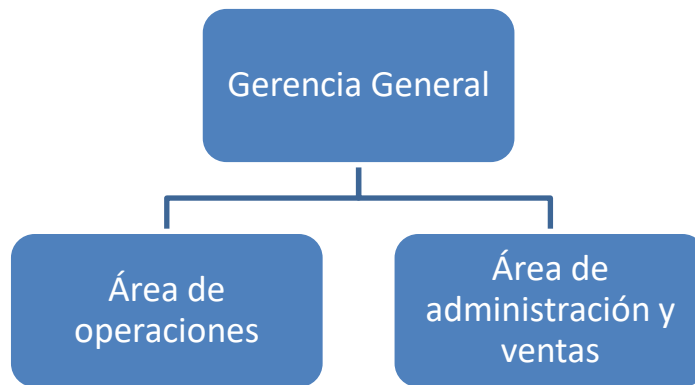 Gerencia General
Área de
operaciones
Área de
administración y
ventas